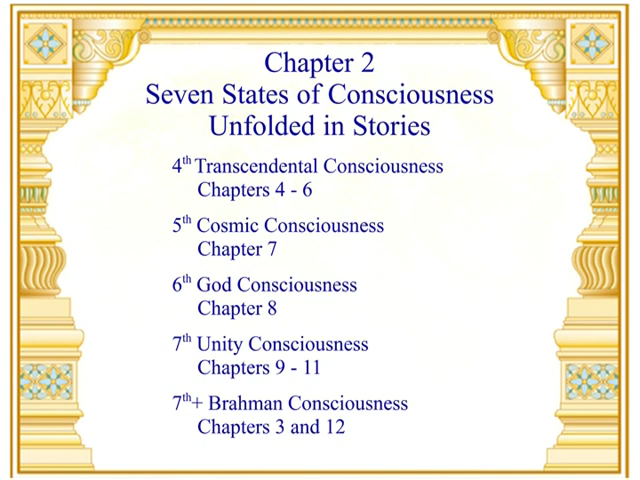 Chapter 2
Seven States of Consciousness
Unfolded in Stories
4th Transcendental Consciousness
Chapters 4 - 6
5th Cosmic Consciousness
Chapter 7
6th God Consciousness
Chapter 8
7th Unity Consciousness
Chapters 9 - 11
7th+ Brahman Consciousness
Chapters 3 and 12